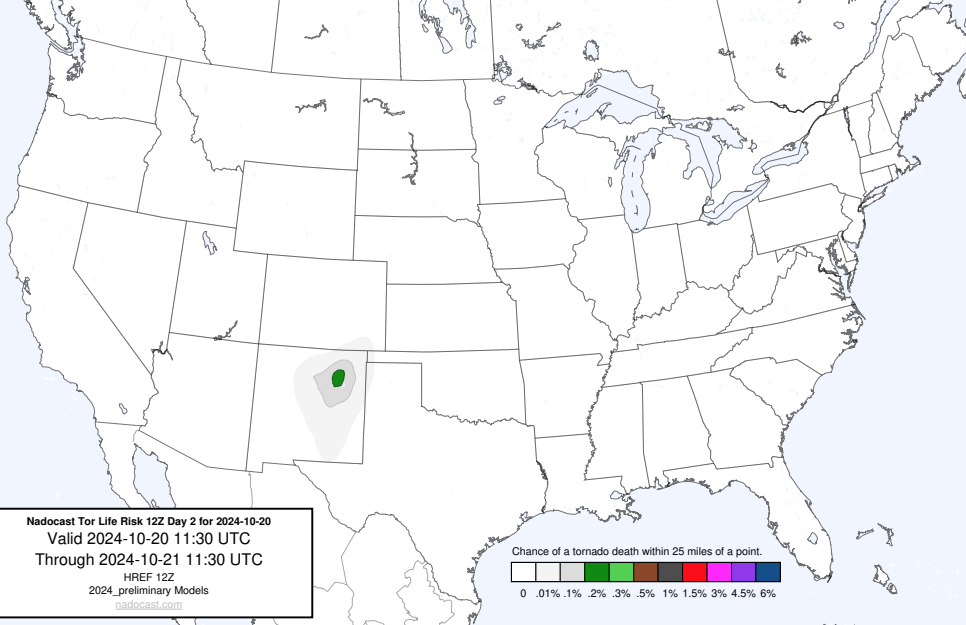 Nadocast Tor Life Risk 12Z Day 2 for 2024-10-20
Valid 2024-10-20 11:30 UTC
Through 2024-10-21 11:30 UTC
HREF 12Z
2024_preliminary Models
nadocast.com
Chance of a tornado death within 25 miles of a point.
0 .01% .1% .2% .3% .5% 1% 1.5% 3% 4.5% 6%